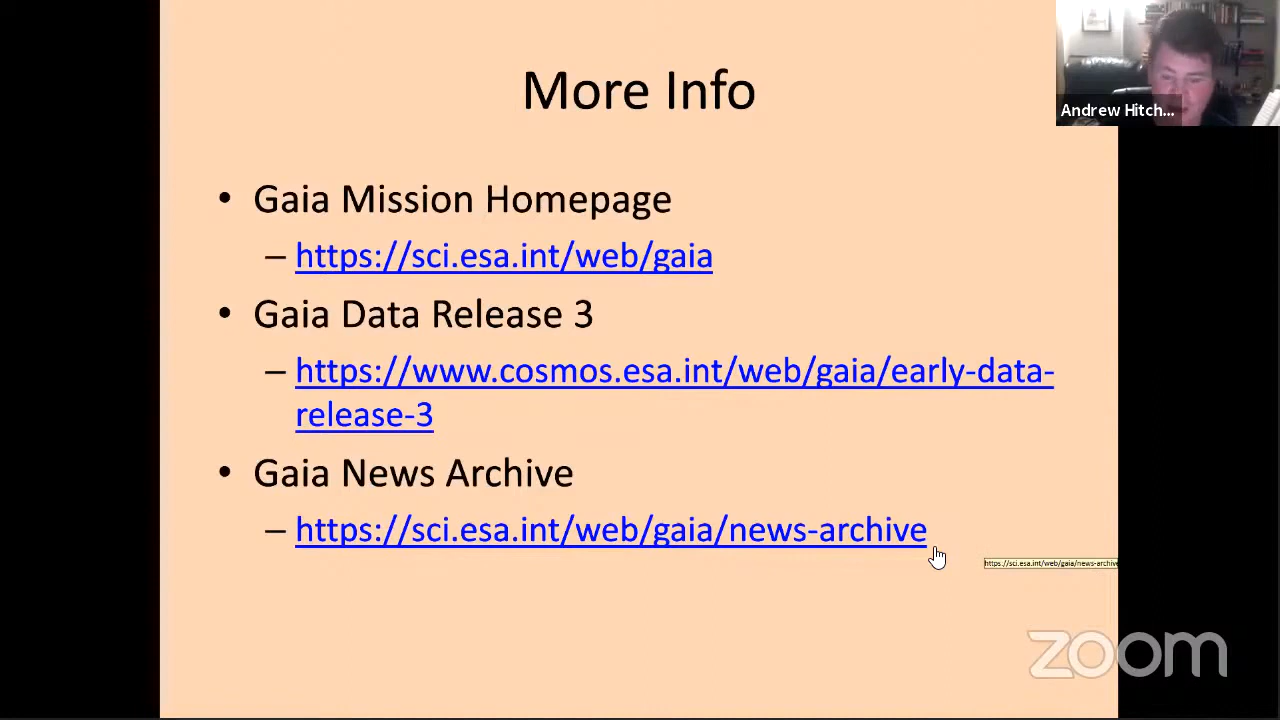 More Info
Andrew Hitch...
• Gaia Mission Homepage
– https://sci.esa.int/web/gaia
• Gaia Data Release 3
– https://www.cosmos.esa.int/web/gaia/early-data-
release-3
• Gaia News Archive
– https://sci.esa.int/web/gaia/news-archive
https://sci.esa.int/web/gaia/news-archive
zoom